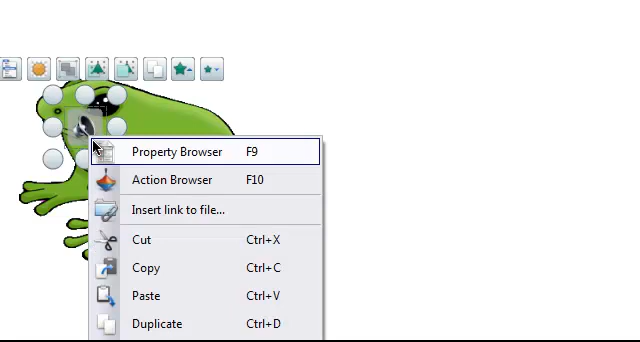 Property Browser F9
Action Browser F10
Insert link to file...
Cut Ctrl+X
Copy Ctrl+C
Paste Ctrl+V
Duplicate Ctrl+D